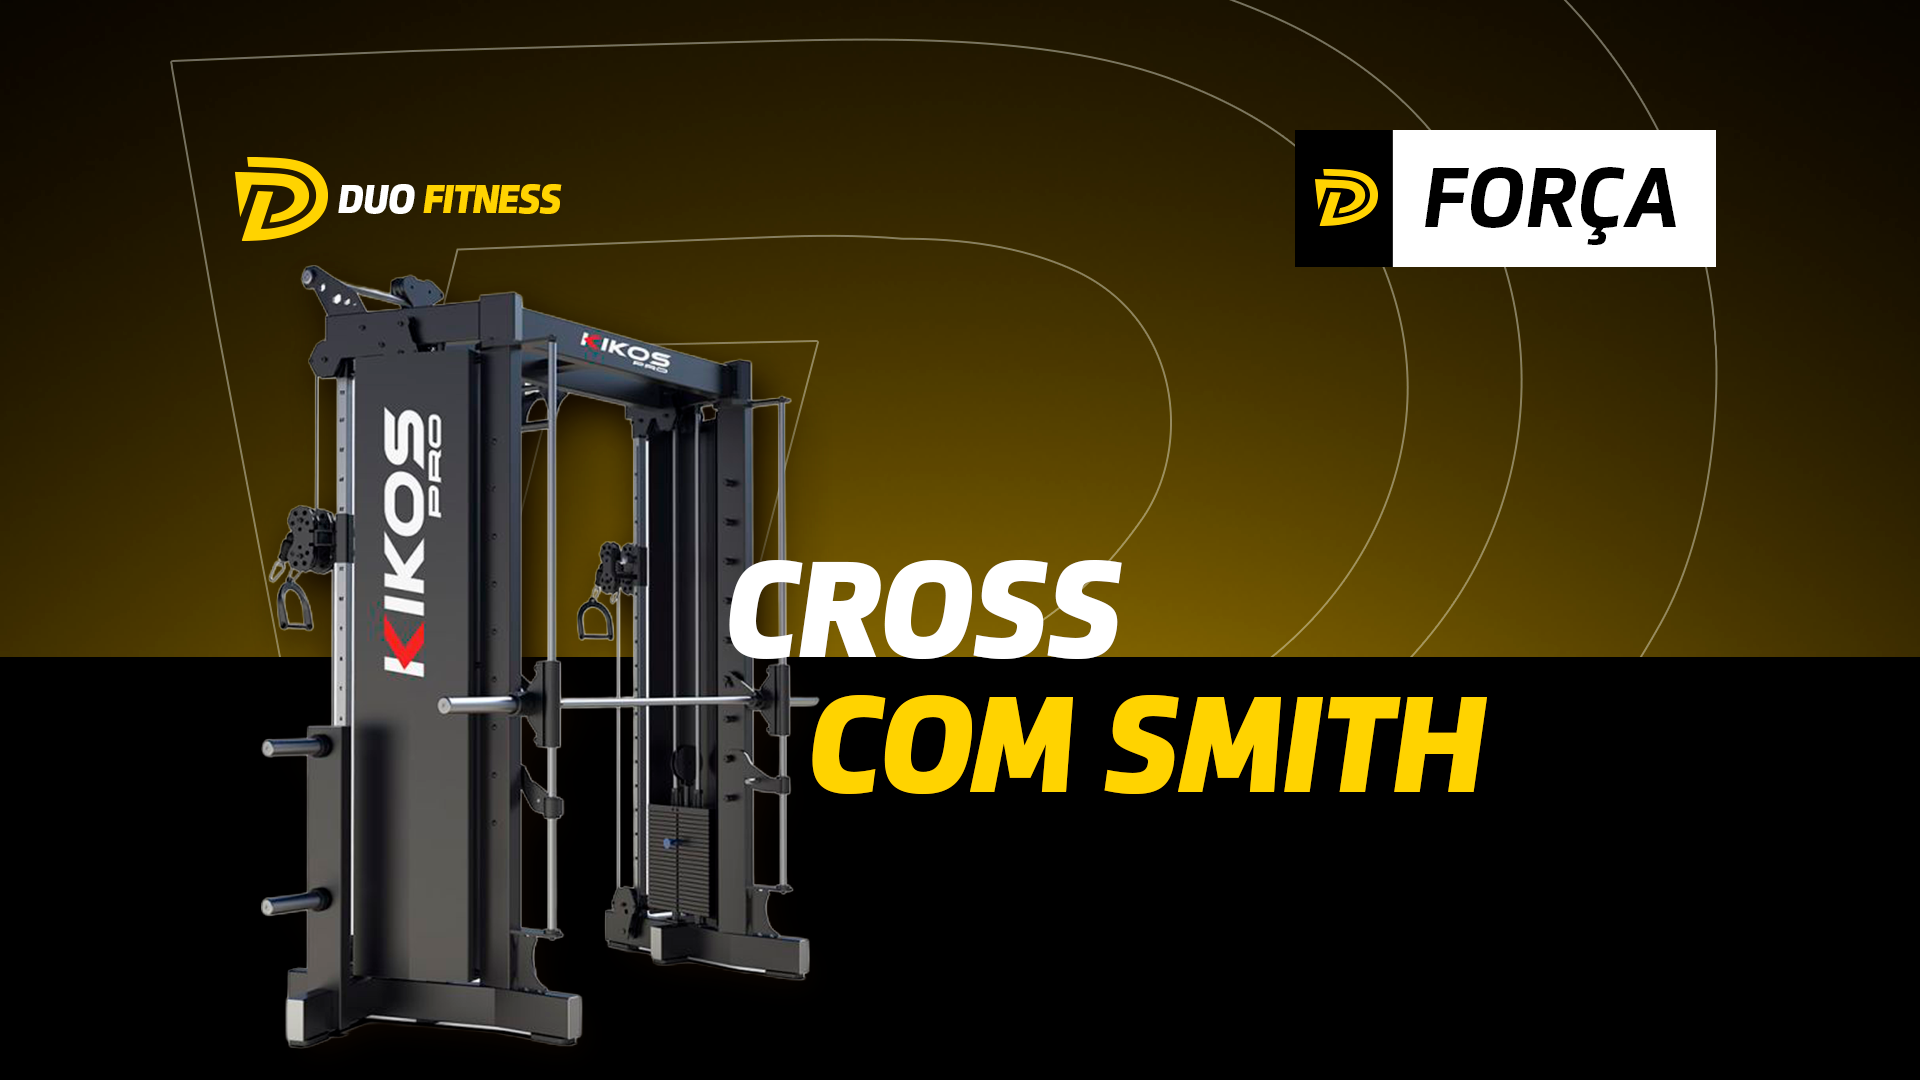 DUO FITNESS
FORÇA
KIKOS
PRO
KIKOS
PRO
CROSS
COM SMITH